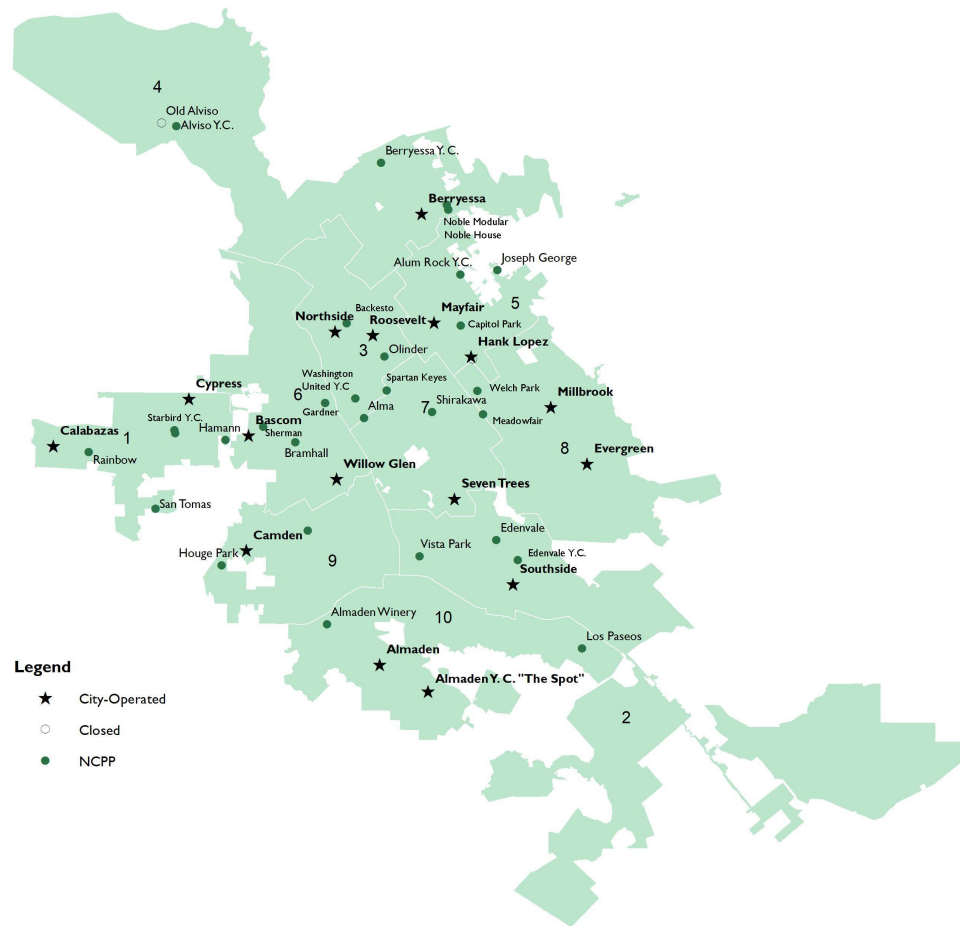 4
Old Alviso
Alviso Y.C.
Berryessa Y. C.
Berryessa
Noble Modular
Noble House
Alum Rock Y.C.
Joseph George
5
Backesto
Northside
Roosevelt
Mayfair
Capitol Park
3
Olinder
Hank Lopez
Washington
United Y.C
Spartan Keyes
Cypress
6
Gardner
Alma
7
Shirakawa
Welch Park
Meadowfair
Millbrook
Starbird Y.C.
Hamann
Bascom
Sherman
Bramhall
Calabazas
1
Rainbow
8
Evergreen
Willow Glen
Seven Trees
San Tomas
Camden
Houge Park
9
Vista Park
Edenvale
Edenvale Y.C.
Southside
Almaden Winery
10
Los Paseos
Almaden
Almaden Y. C. "The Spot"
2
Legend
City-Operated
Closed
NCPP